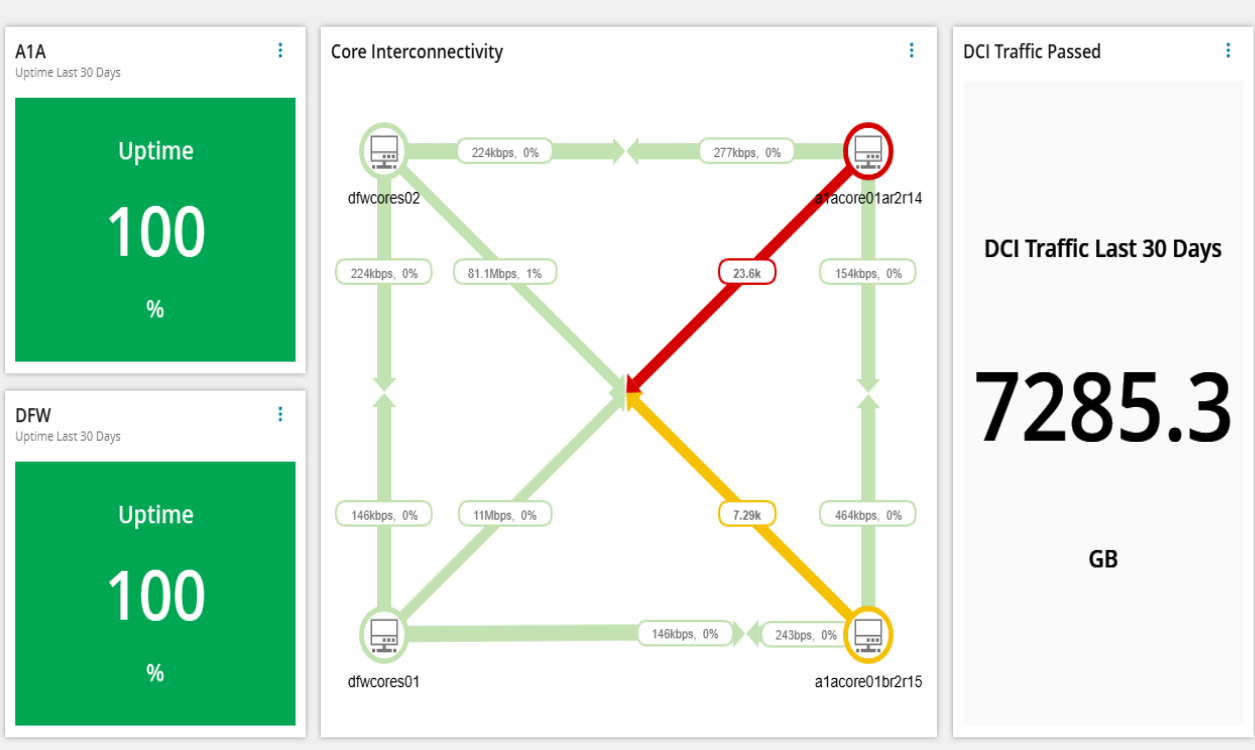 A1A
Uptime Last 30 Days
Uptime
100
%
DFW
Uptime Last 30 Days
Uptime
100
%
Core Interconnectivity
224kbps, 0%
277kbps, 0%
dfwcores02
a1acore01ar2r14
224kbps, 0%
81.1Mbps, 1%
23.6k
154kbps, 0%
146kbps, 0%
11Mbps, 0%
7.29k
464kbps, 0%
146kbps, 0%
243bps, 0%
dfwcores01
a1acore01br2r15
DCI Traffic Passed
DCI Traffic Last 30 Days
7285.3
GB